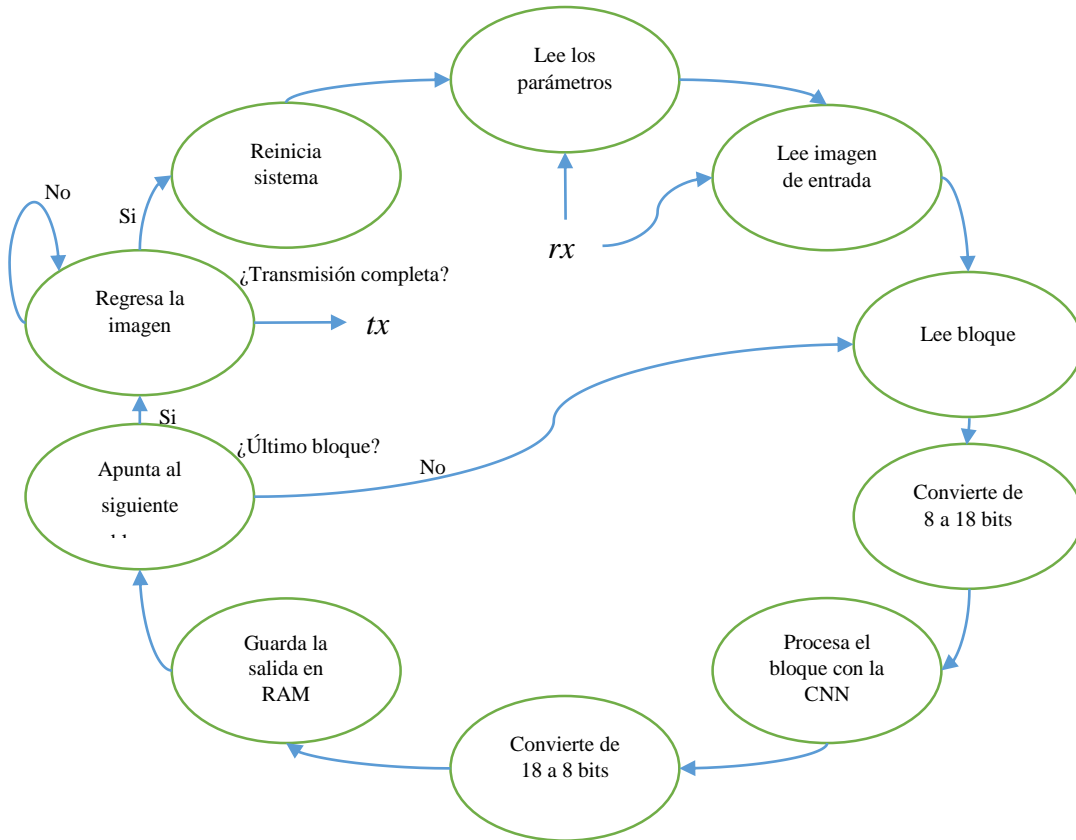 Lee los
parámetros
Reinicia
sistema
Lee imagen
de entrada
No
Si
rx
¿Transmisión completa?
Regresa la
imagen
tx
Lee bloque
Si
¿Último bloque?
No
Apunta al
siguiente
Convierte de
8 a 18 bits
Guarda la
salida en
RAM
Procesa el
bloque con la
CNN
Convierte de
18 a 8 bits